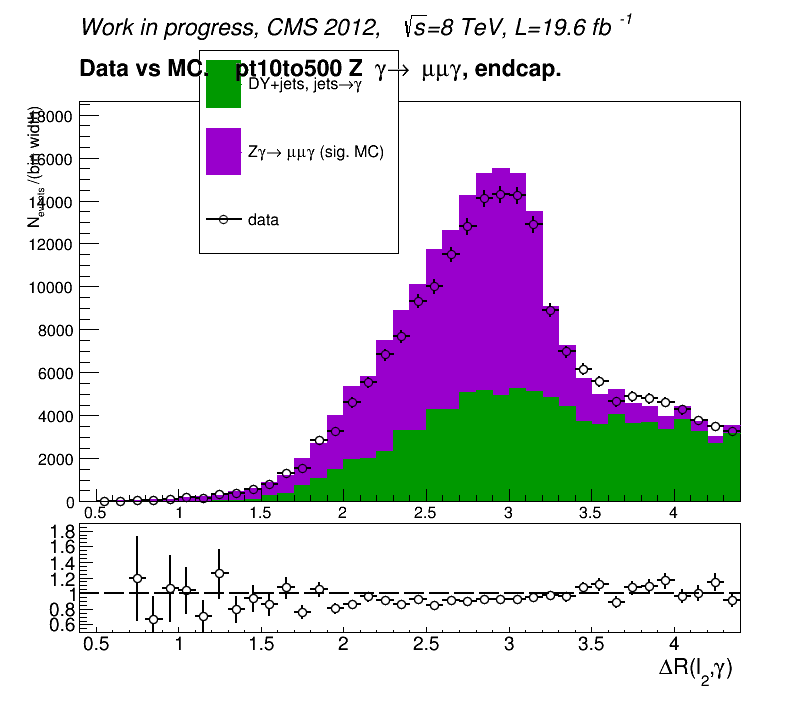 Work in progress, CMS 2012, √s=8 TeV, L=19.6 fb -1
Data vs MC. pt10to500 Z γ→ μμγ, endcap.
DY+jets, jets→γ
Zγ→ μμγ (sig. MC)
data
N events /(bin width)
18000
16000
14000
12000
10000
8000
6000
4000
2000
0
0.5 1 1.5 2 2.5 3 3.5 4
1.8
1.6
1.4
1.2
1
0.8
0.6
0.5 1 1.5 2 2.5 3 3.5 4
ΔR(l2,γ)